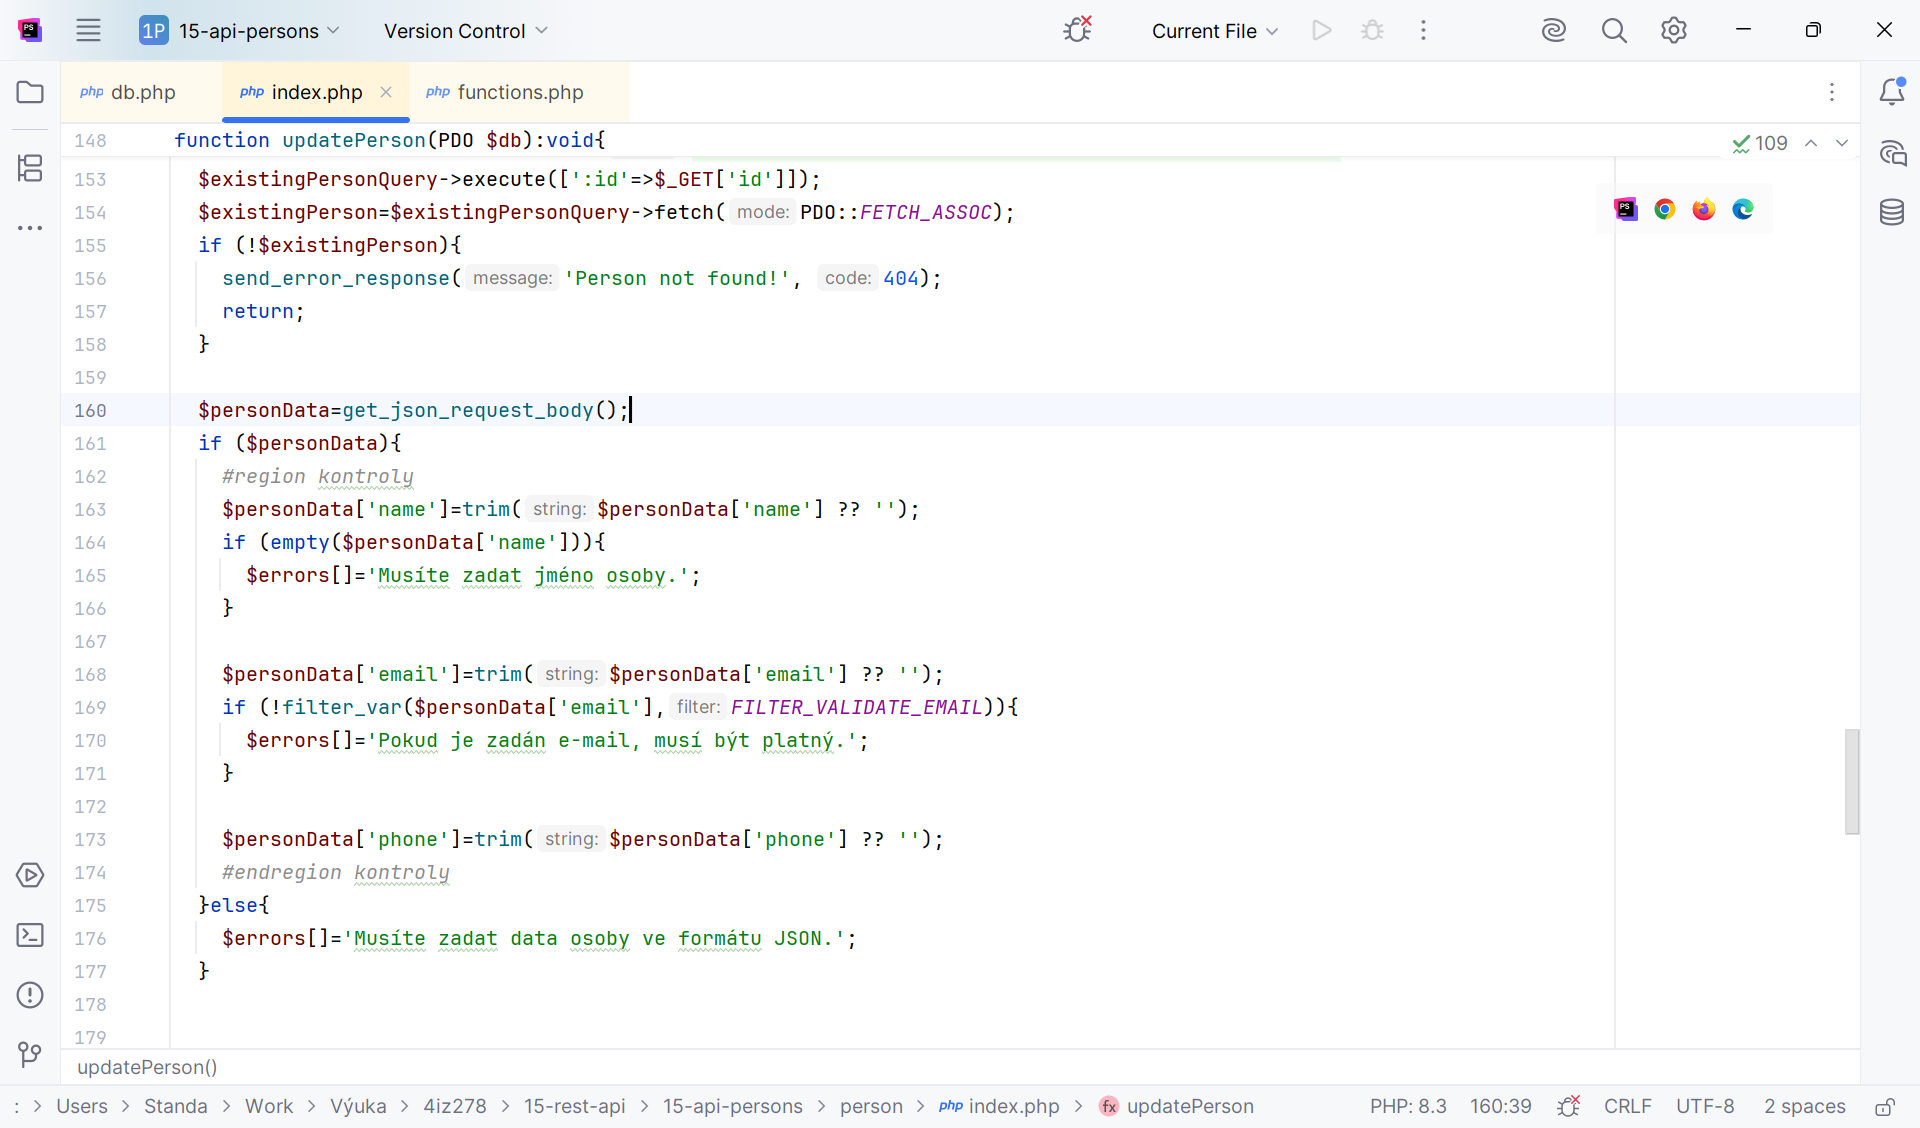 PS 1P 15-api-persons Version Control Current File
php db.php php index.php php functions.php
148 function updatePerson(PDO $db):void{ 109
153 $existingPersonQuery->execute([':id'=>$_GET['id']]);
154 $existingPerson=$existingPersonQuery->fetch( mode: PDO::FETCH_ASSOC);
155 if (!$existingPerson){
156 send_error_response( message: 'Person not found!', code: 404);
157 return;
158 }
159
160 $personData=get_json_request_body();
161 if ($personData){
162 #region kontroly
163 $personData['name']=trim( string: $personData['name'] ?? '');
164 if (empty($personData['name'])){
165 $errors[]='Musíte zadat jméno osoby.';
166 }
167
168 $personData['email']=trim( string: $personData['email'] ?? '');
169 if (!filter_var($personData['email'], filter: FILTER_VALIDATE_EMAIL)){
170 $errors[]='Pokud je zadán e-mail, musí být platný.';
171 }
172
173 $personData['phone']=trim( string: $personData['phone'] ?? '');
174 #endregion kontroly
175 }else{
176 $errors[]='Musíte zadat data osoby ve formátu JSON.';
177 }
178
179
updatePerson()
: > Users > Standa > Work > Výuka > 4iz278 > 15-rest-api > 15-api-persons > person > php index.php > fx updatePerson PHP: 8.3 160:39 CRLF UTF-8 2 spaces